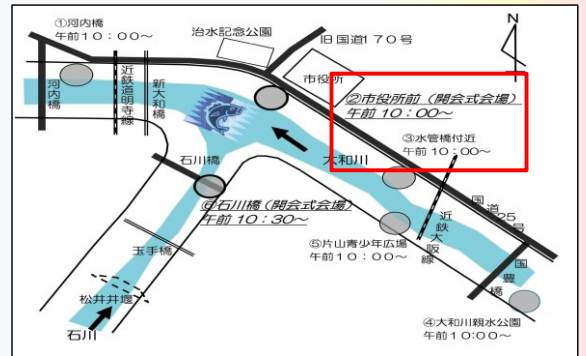 ①河内橋
午前10：00～
治水記念公園
旧国道170号
N
市役所
②市役所前（開会式会場）
午前10：00～
③水管橋付近
午前10：00～
河内橋
近鉄道明寺線
新大和橋
石川橋
大和川
⑥石川橋（開会式会場）
午前10：30～
国道25号
近鉄大阪線
⑤片山青少年広場
午前10：00～
国豊橋
玉手橋
松井井堰
石川
④大和川親水公園
午前10:00～